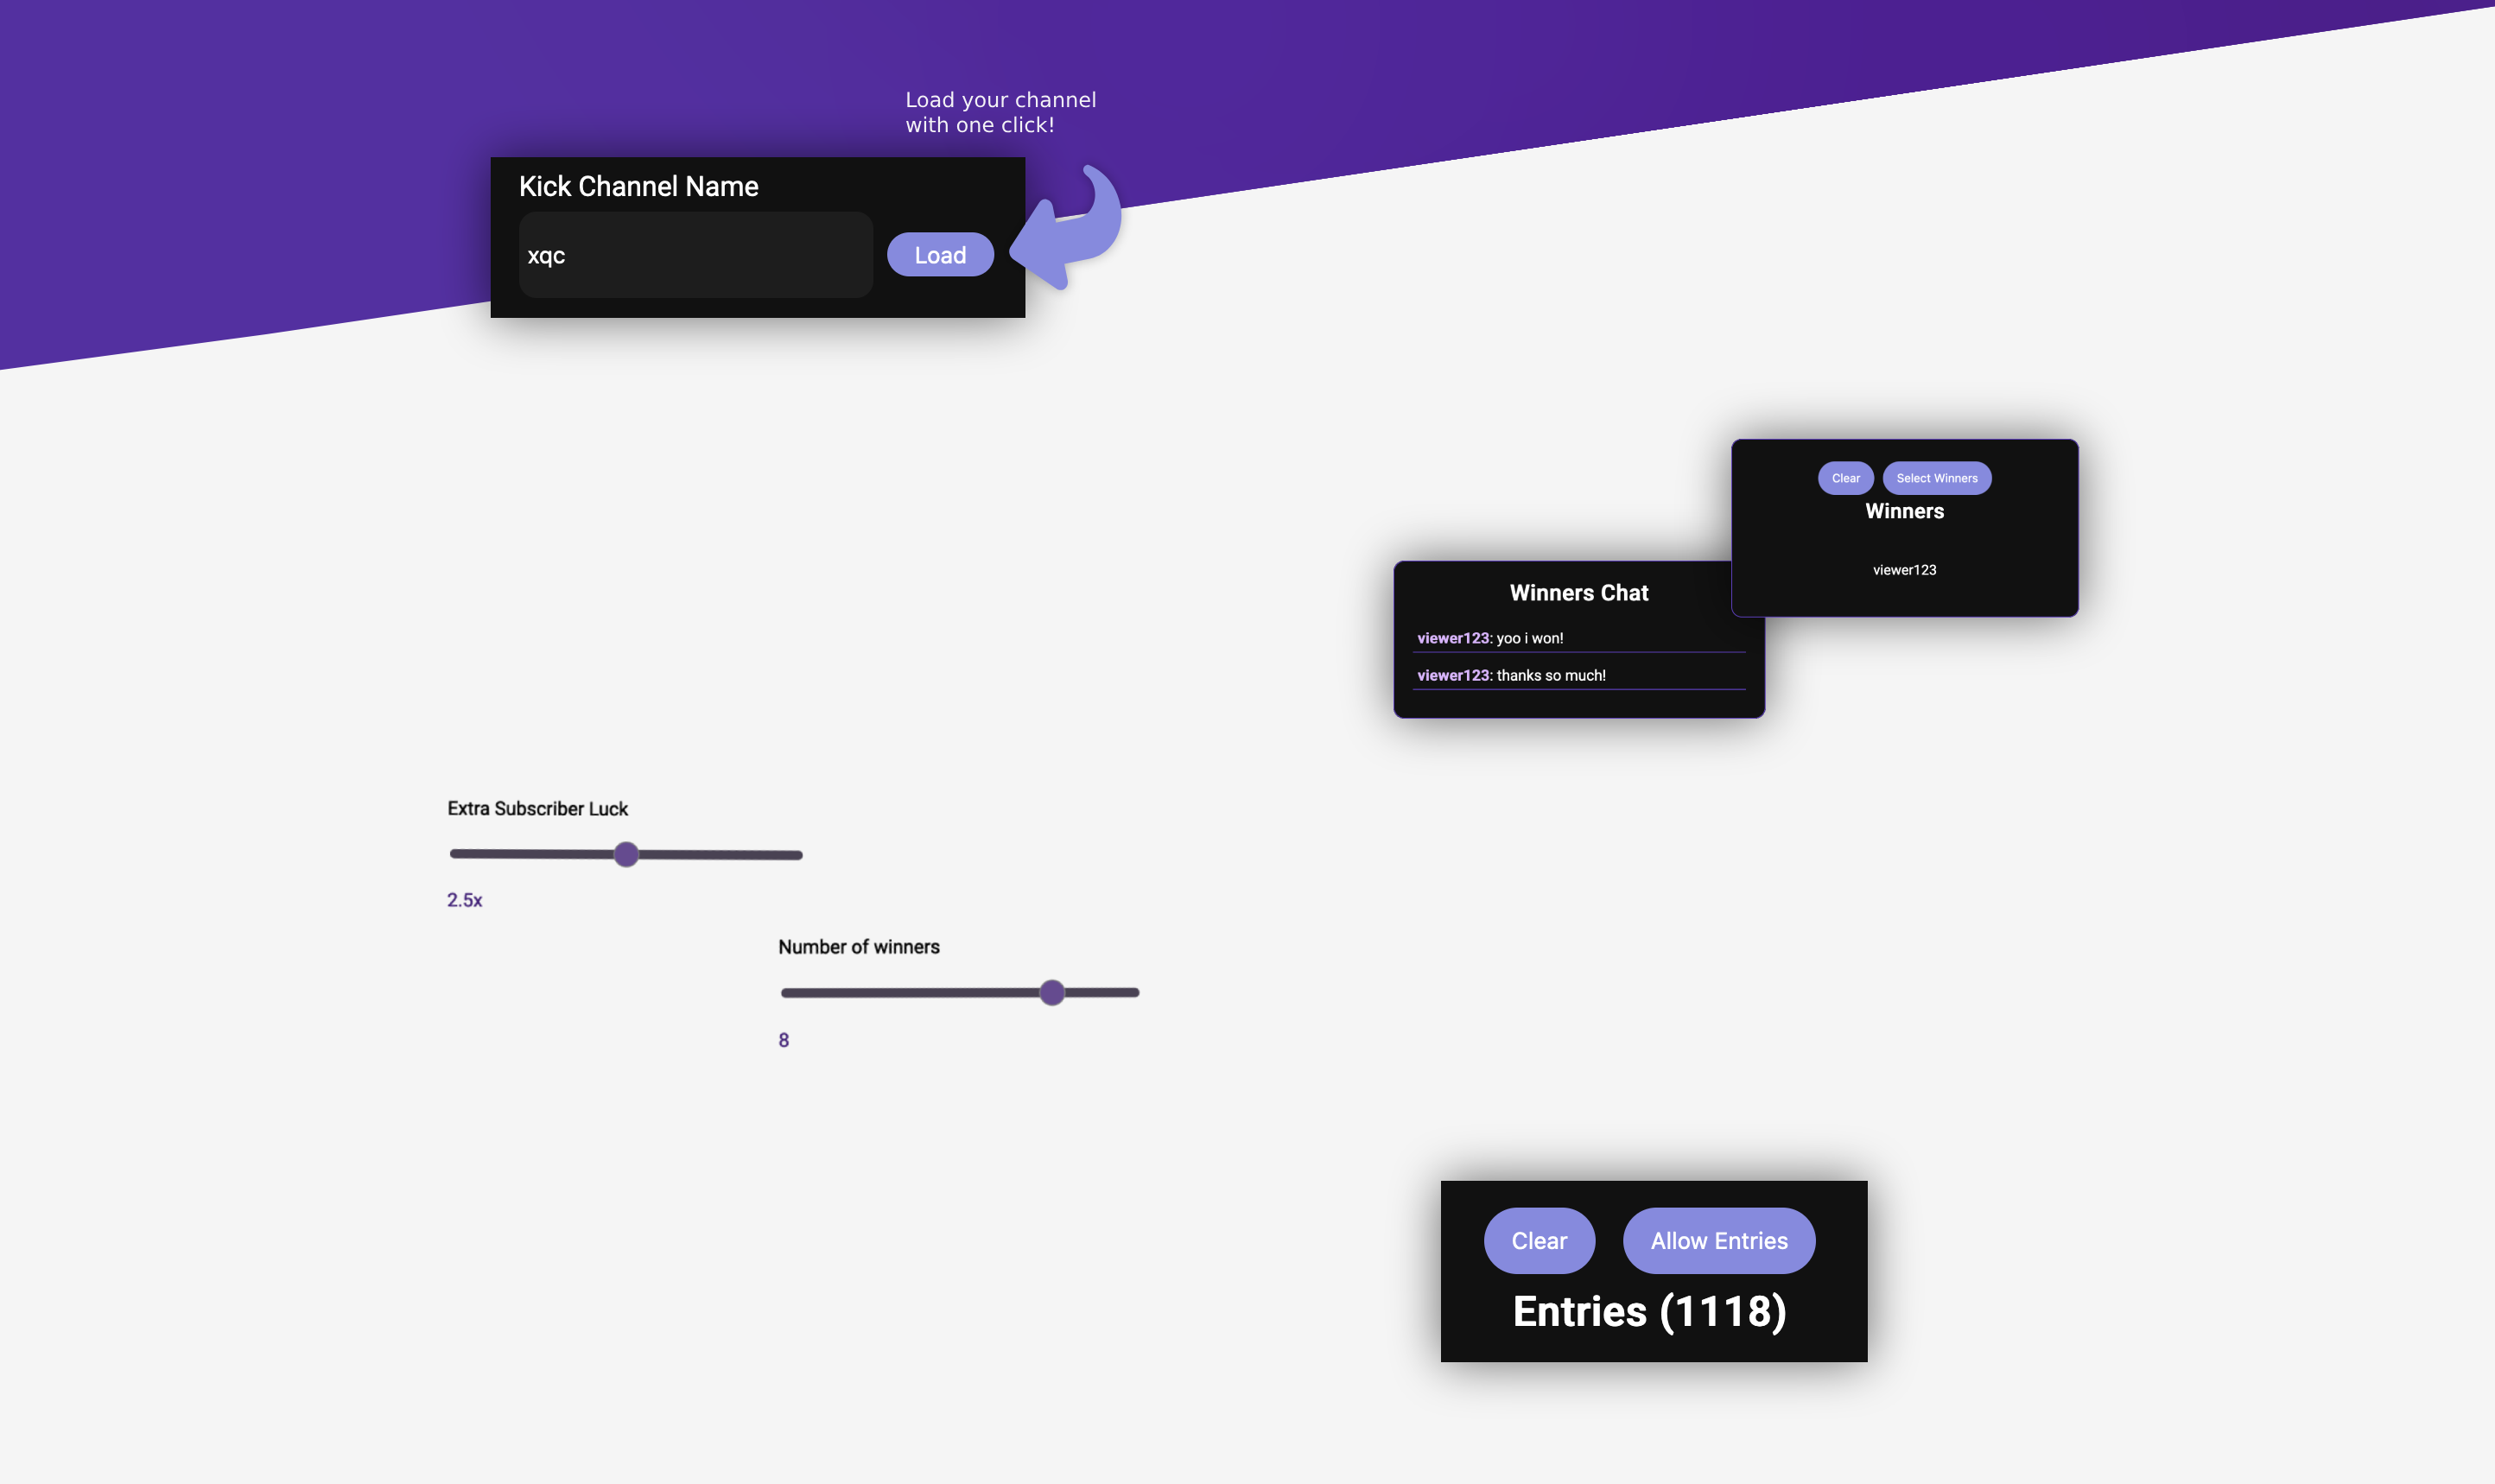 Load your channel
with one click!
Kick Channel Name
xqc
Load
Clear
Select Winners
Winners
viewer123
Winners Chat
viewer123: yoo i won!
viewer123: thanks so much!
Extra Subscriber Luck
2.5x
Number of winners
8
Clear
Allow Entries
Entries (1118)